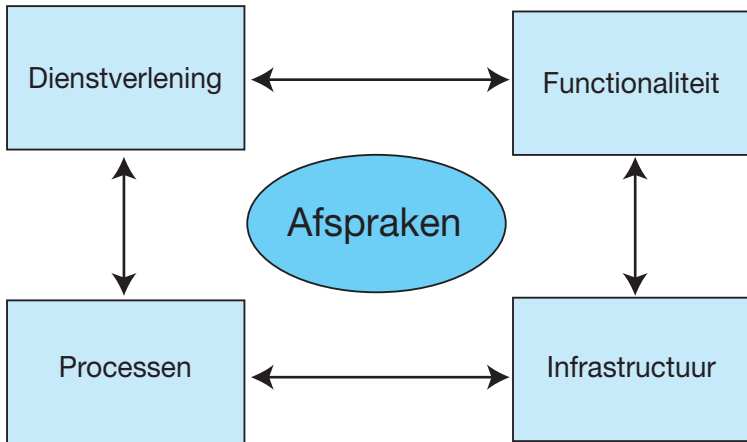 Dienstverlening
Functionaliteit
Afspraken
Processen
Infrastructuur